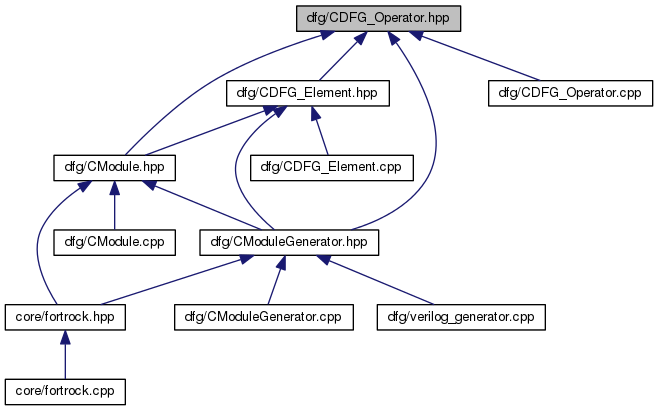 dfg/CDFG_Operator.hpp
dfg/CDFG_Element.hpp
dfg/CDFG_Operator.cpp
dfg/CModule.hpp
dfg/CDFG_Element.cpp
dfg/CModule.cpp
dfg/CModuleGenerator.hpp
core/fortrock.hpp
dfg/CModuleGenerator.cpp
dfg/verilog_generator.cpp
core/fortrock.cpp